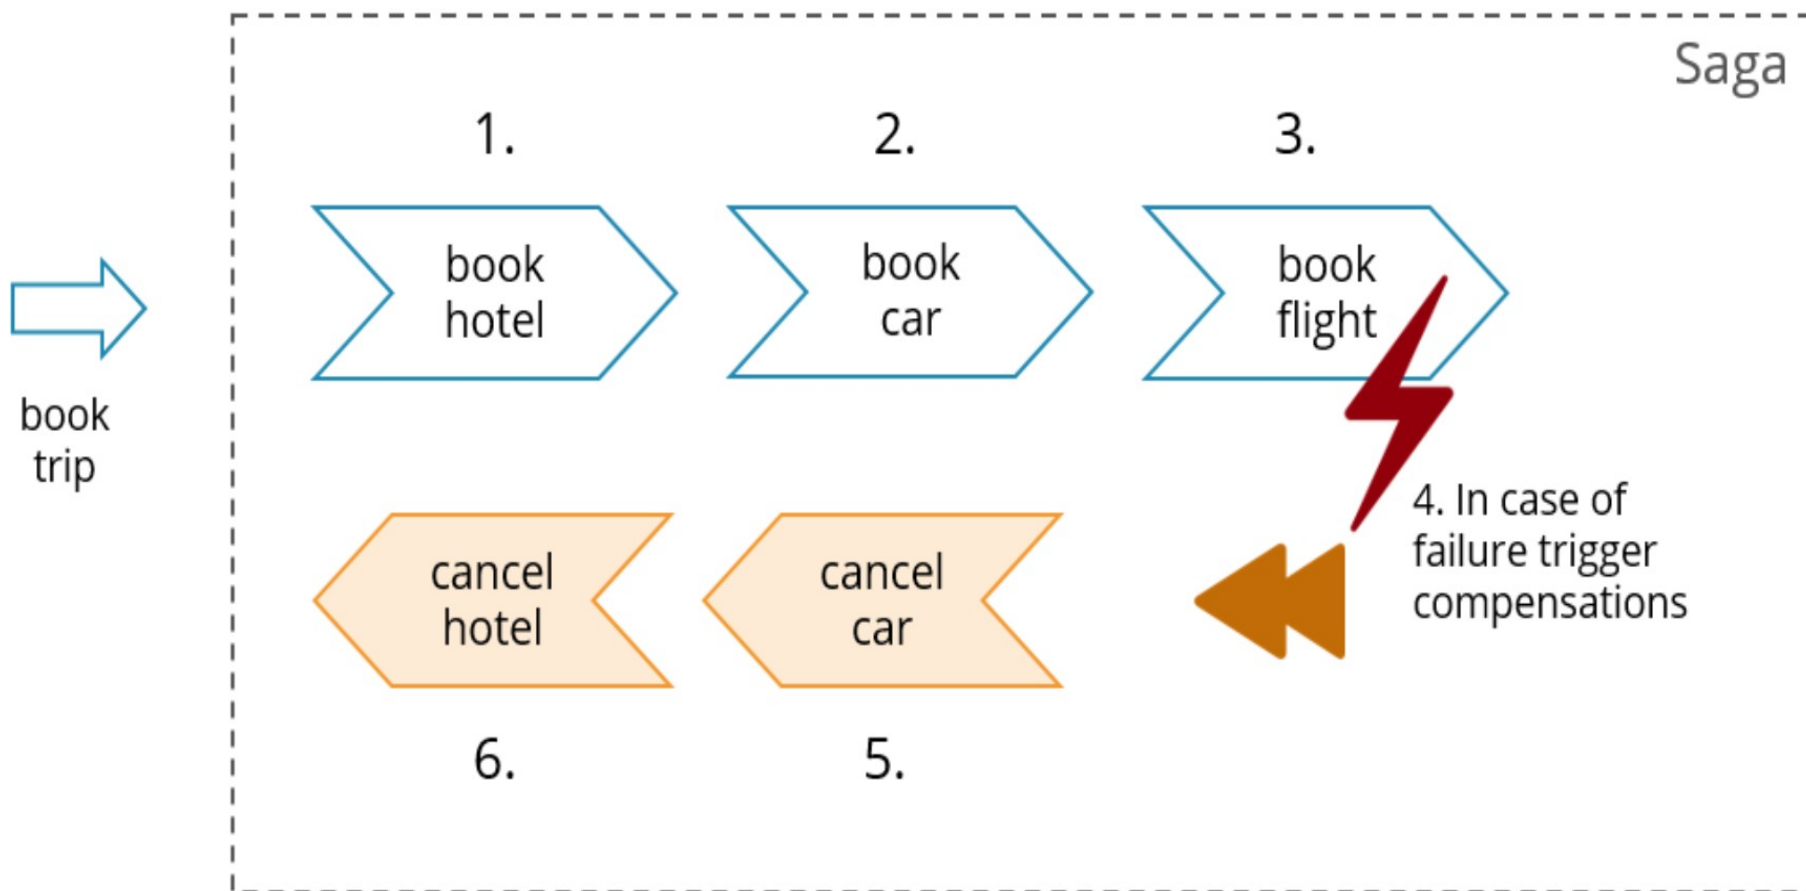 Saga
1.
2.
3.
book
hotel
book
car
book
flight
book
trip
4. In case of
failure trigger
compensations
cancel
hotel
cancel
car
6.
5.